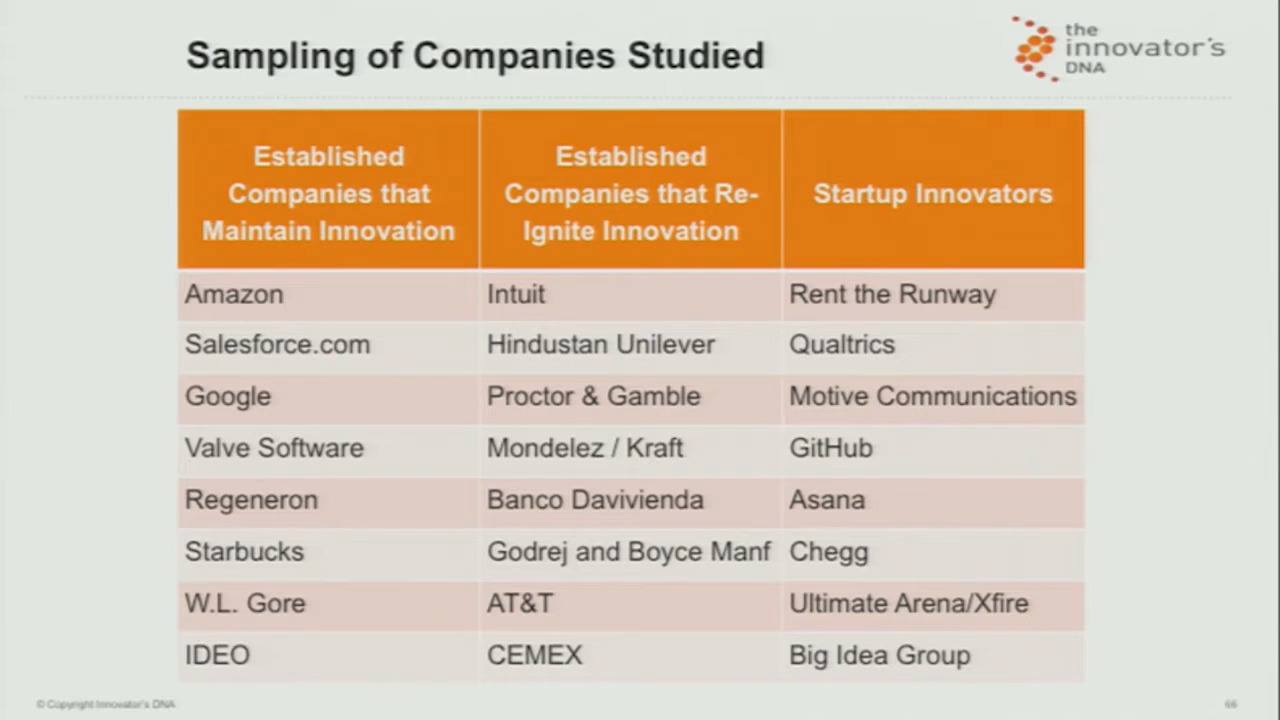 Sampling of Companies Studied
the
innovator's
DNA
Established
Companies that
Maintain Innovation
Established
Companies that Re-
Ignite Innovation
Startup Innovators
Amazon Intuit Rent the Runway
Salesforce.com Hindustan Unilever Qualtrics
Google Proctor & Gamble Motive Communications
Valve Software Mondelez / Kraft GitHub
Regeneron Banco Davivienda Asana
Starbucks Godrej and Boyce Manf Chegg
W.L. Gore AT&T Ultimate Arena/Xfire
IDEO CEMEX Big Idea Group
© Copyright Innovator's DNA
66